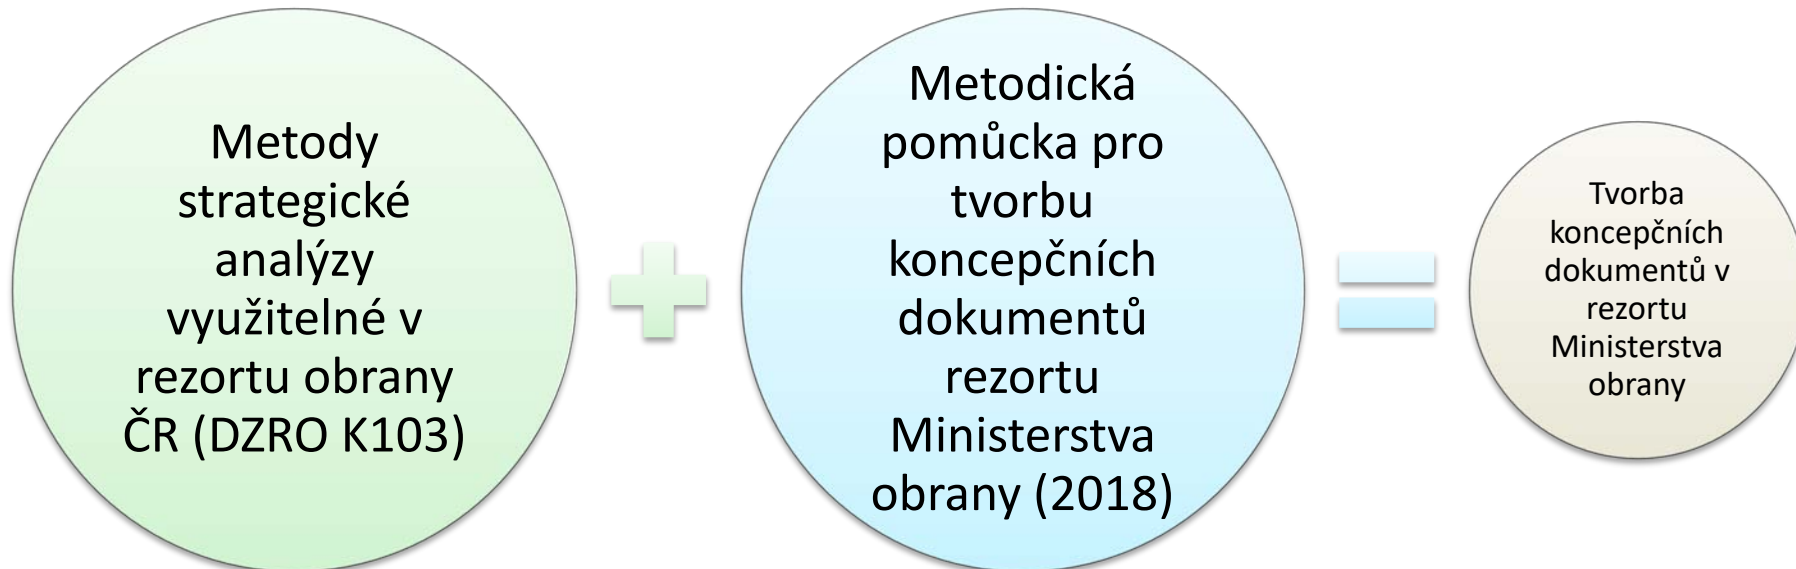 Metody
strategické
analýzy
využitelné v
rezortu obrany
ČR (DZRO K103)
Metodická
pomůcka pro
tvorbu
koncepčních
dokumentů
rezortu
Ministerstva
obrany (2018)
Tvorba
koncepčních
dokumentů v
rezortu
Ministerstva
obrany